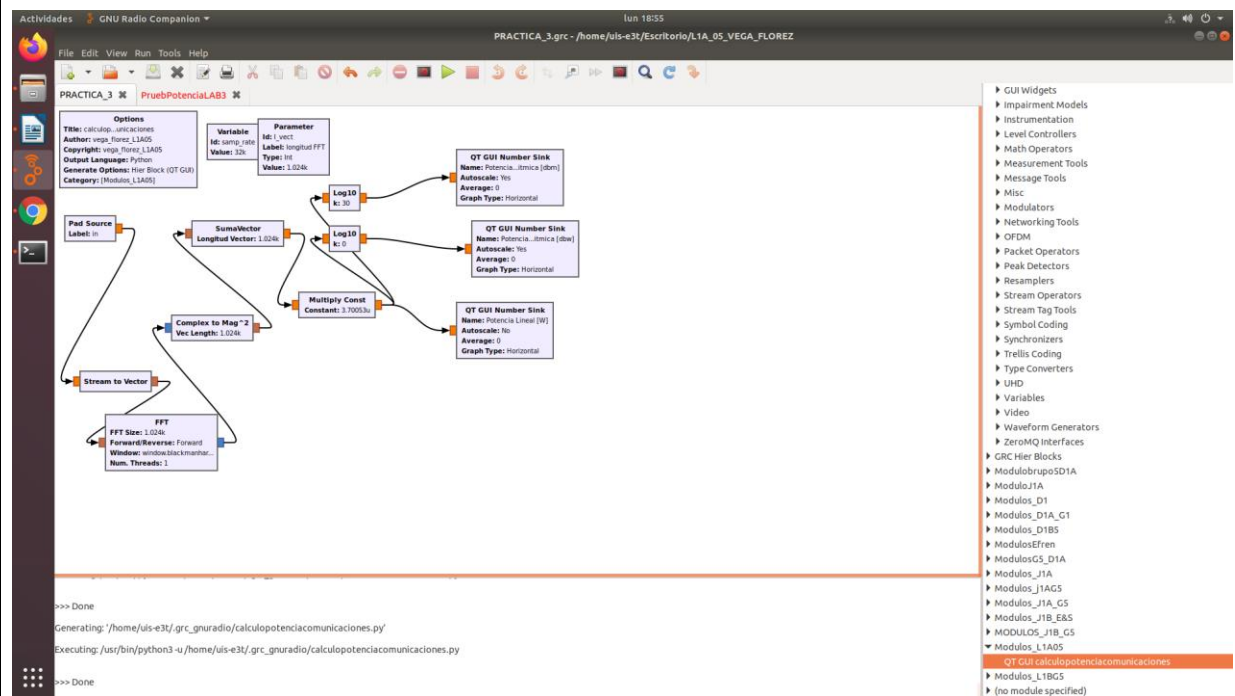 Actividades GNU Radio Companion lun 18:55
PRACTICA_3.grc - /home/uis-e3t/Escritorio/L1A_05_VEGA_FLOREZ
File Edit View Run Tools Help
PRACTICA_3 PruebPotenciaLAB3
Options
Title: calculop...unicaciones
Author: vega_florez_L1A05
Copyright: vega_florez_L1A05
Output Language: Python
Generate Options: Hier Block (QT GUI)
Category: [Modulos_L1A05]
Variable
Id: samp_rate
Value: 32k
Parameter
Id: l_vect
Label: longitud FFT
Type: Int
Value: 1.024k
Log10
k: 30
QT GUI Number Sink
Name: Potencia...itmica [dbm]
Autoscale: Yes
Average: 0
Graph Type: Horizontal
Pad Source
Label: in
SumaVector
Longitud Vector: 1.024k
Log10
k: 0
QT GUI Number Sink
Name: Potencia...itmica [dbw]
Autoscale: Yes
Average: 0
Graph Type: Horizontal
Multiply Const
Constant: 3.70053u
QT GUI Number Sink
Name: Potencia Lineal [W]
Autoscale: No
Average: 0
Graph Type: Horizontal
Complex to Mag^2
Vec Length: 1.024k
Stream to Vector
FFT
FFT Size: 1.024k
Forward/Reverse: Forward
Window: window.blackmanhar...
Num. Threads: 1
>>> Done
Generating: '/home/uis-e3t/.grc_gnuradio/calculopotenciacomunicaciones.py'
Executing: /usr/bin/python3 -u /home/uis-e3t/.grc_gnuradio/calculopotenciacomunicaciones.py
>>> Done
GUI Widgets
Impairment Models
Instrumentation
Level Controllers
Math Operators
Measurement Tools
Message Tools
Misc
Modulators
Networking Tools
OFDM
Packet Operators
Peak Detectors
Resamplers
Stream Operators
Stream Tag Tools
Symbol Coding
Synchronizers
Trellis Coding
Type Converters
UHD
Variables
Video
Waveform Generators
ZeroMQ Interfaces
GRC Hier Blocks
ModulobrupoSD1A
ModuloJ1A
Modulos_D1
Modulos_D1A_G1
Modulos_D1BS
ModulosEfren
ModulosG5_D1A
Modulos_J1A
Modulos_j1AG5
Modulos_J1A_GS
Modulos_J1B_E&S
MODULOS_J1B_GS
Modulos_L1A05
QT GUI calculopotenciacomunicaciones
Modulos_L1BG5
(no module specified)